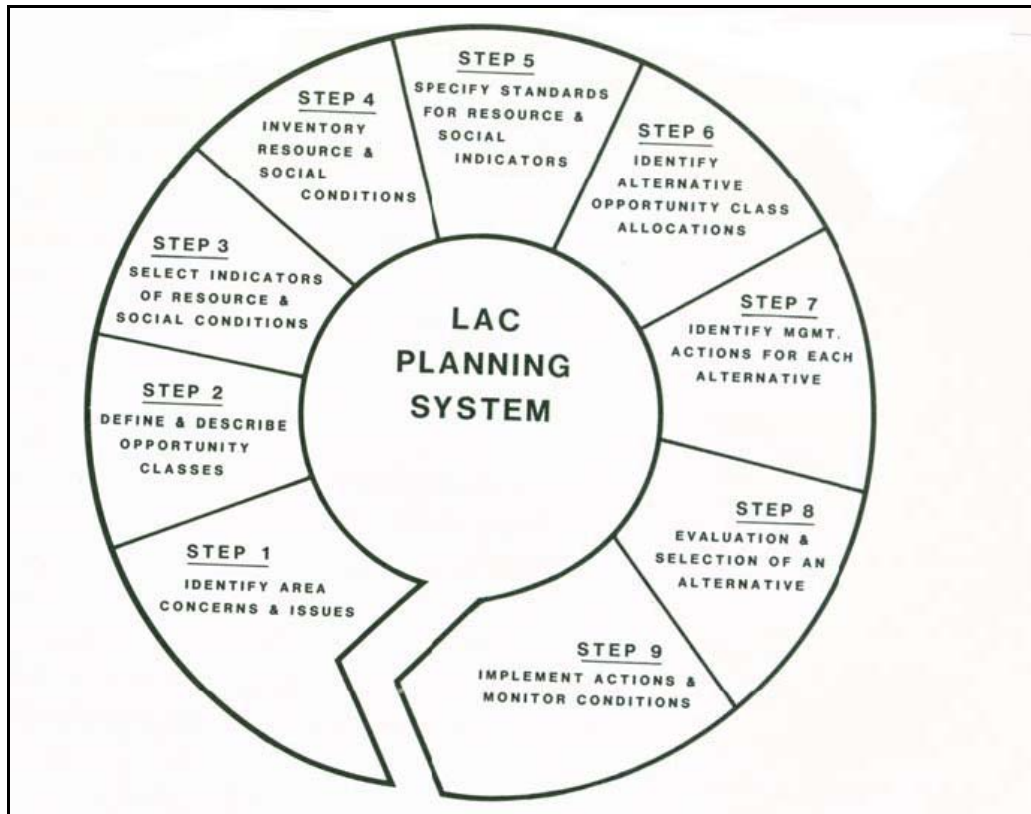 LAC
PLANNING
SYSTEM
STEP 1
IDENTIFY AREA
CONCERNS & ISSUES
STEP 2
DEFINE & DESCRIBE
OPPORTUNITY
CLASSES
STEP 3
SELECT INDICATORS
OF RESOURCE &
SOCIAL CONDITIONS
STEP 4
INVENTORY
RESOURCE &
SOCIAL
CONDITIONS
STEP 5
SPECIFY STANDARDS
FOR RESOURCE &
SOCIAL
INDICATORS
STEP 6
IDENTIFY
ALTERNATIVE
OPPORTUNITY CLASS
ALLOCATIONS
STEP 7
IDENTIFY MGMT.
ACTIONS FOR EACH
ALTERNATIVE
STEP 8
EVALUATION &
SELECTION OF AN
ALTERNATIVE
STEP 9
IMPLEMENT ACTIONS &
MONITOR CONDITIONS